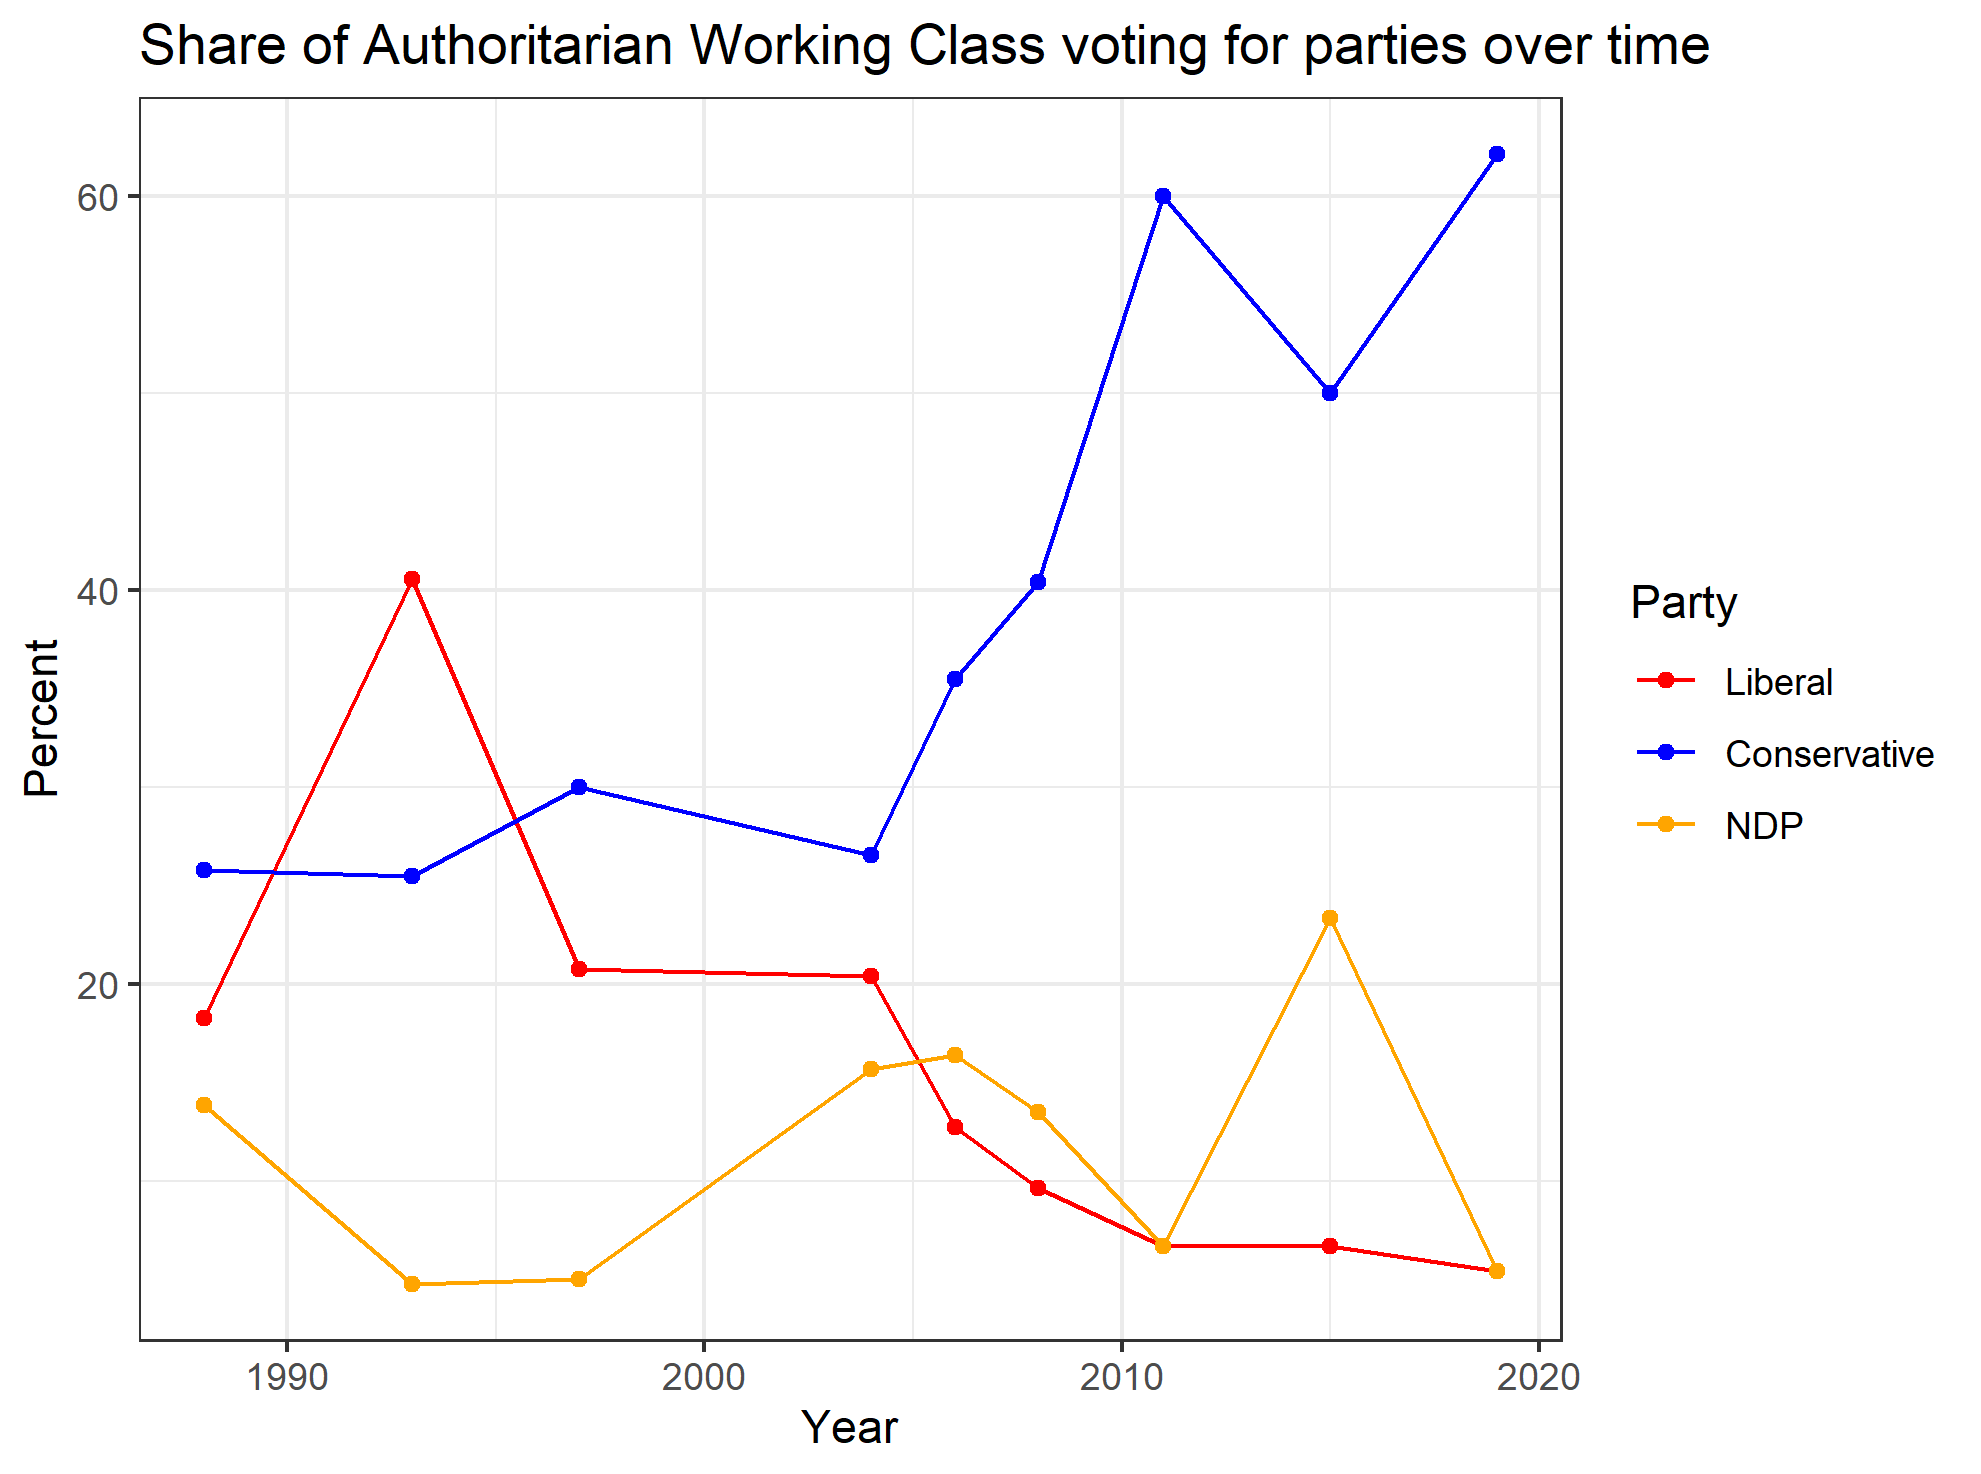 Share of Authoritarian Working Class voting for parties over time
60
40
20
Percent
1990
2000
2010
2020
Year
Party
Liberal
Conservative
NDP